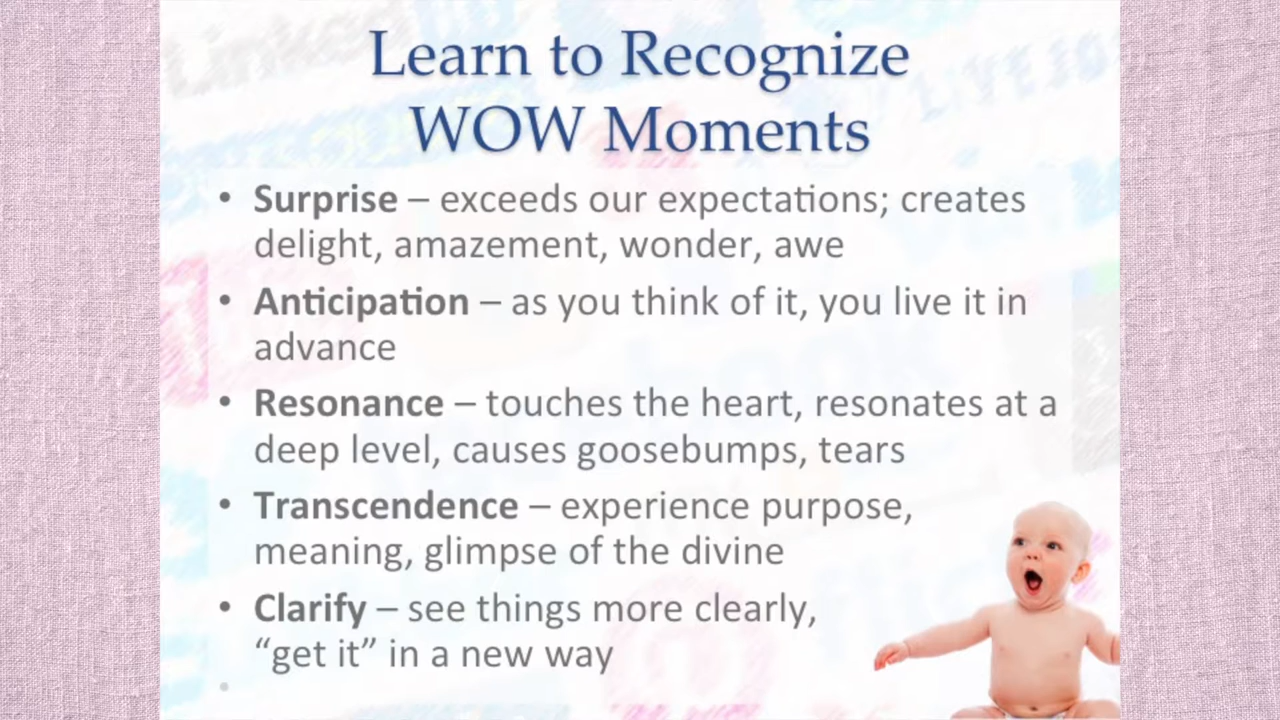 Learn to Recognize
WOW Moments
• Surprise – exceeds our expectations; creates
delight, amazement, wonder, awe
• Anticipation – as you think of it, you live it in
advance
• Resonance – touches the heart, resonates at a
deep level, causes goosebumps, tears
• Transcendence – experience purpose,
meaning, glimpse of the divine
• Clarify – see things more clearly,
“get it” in a new way
•